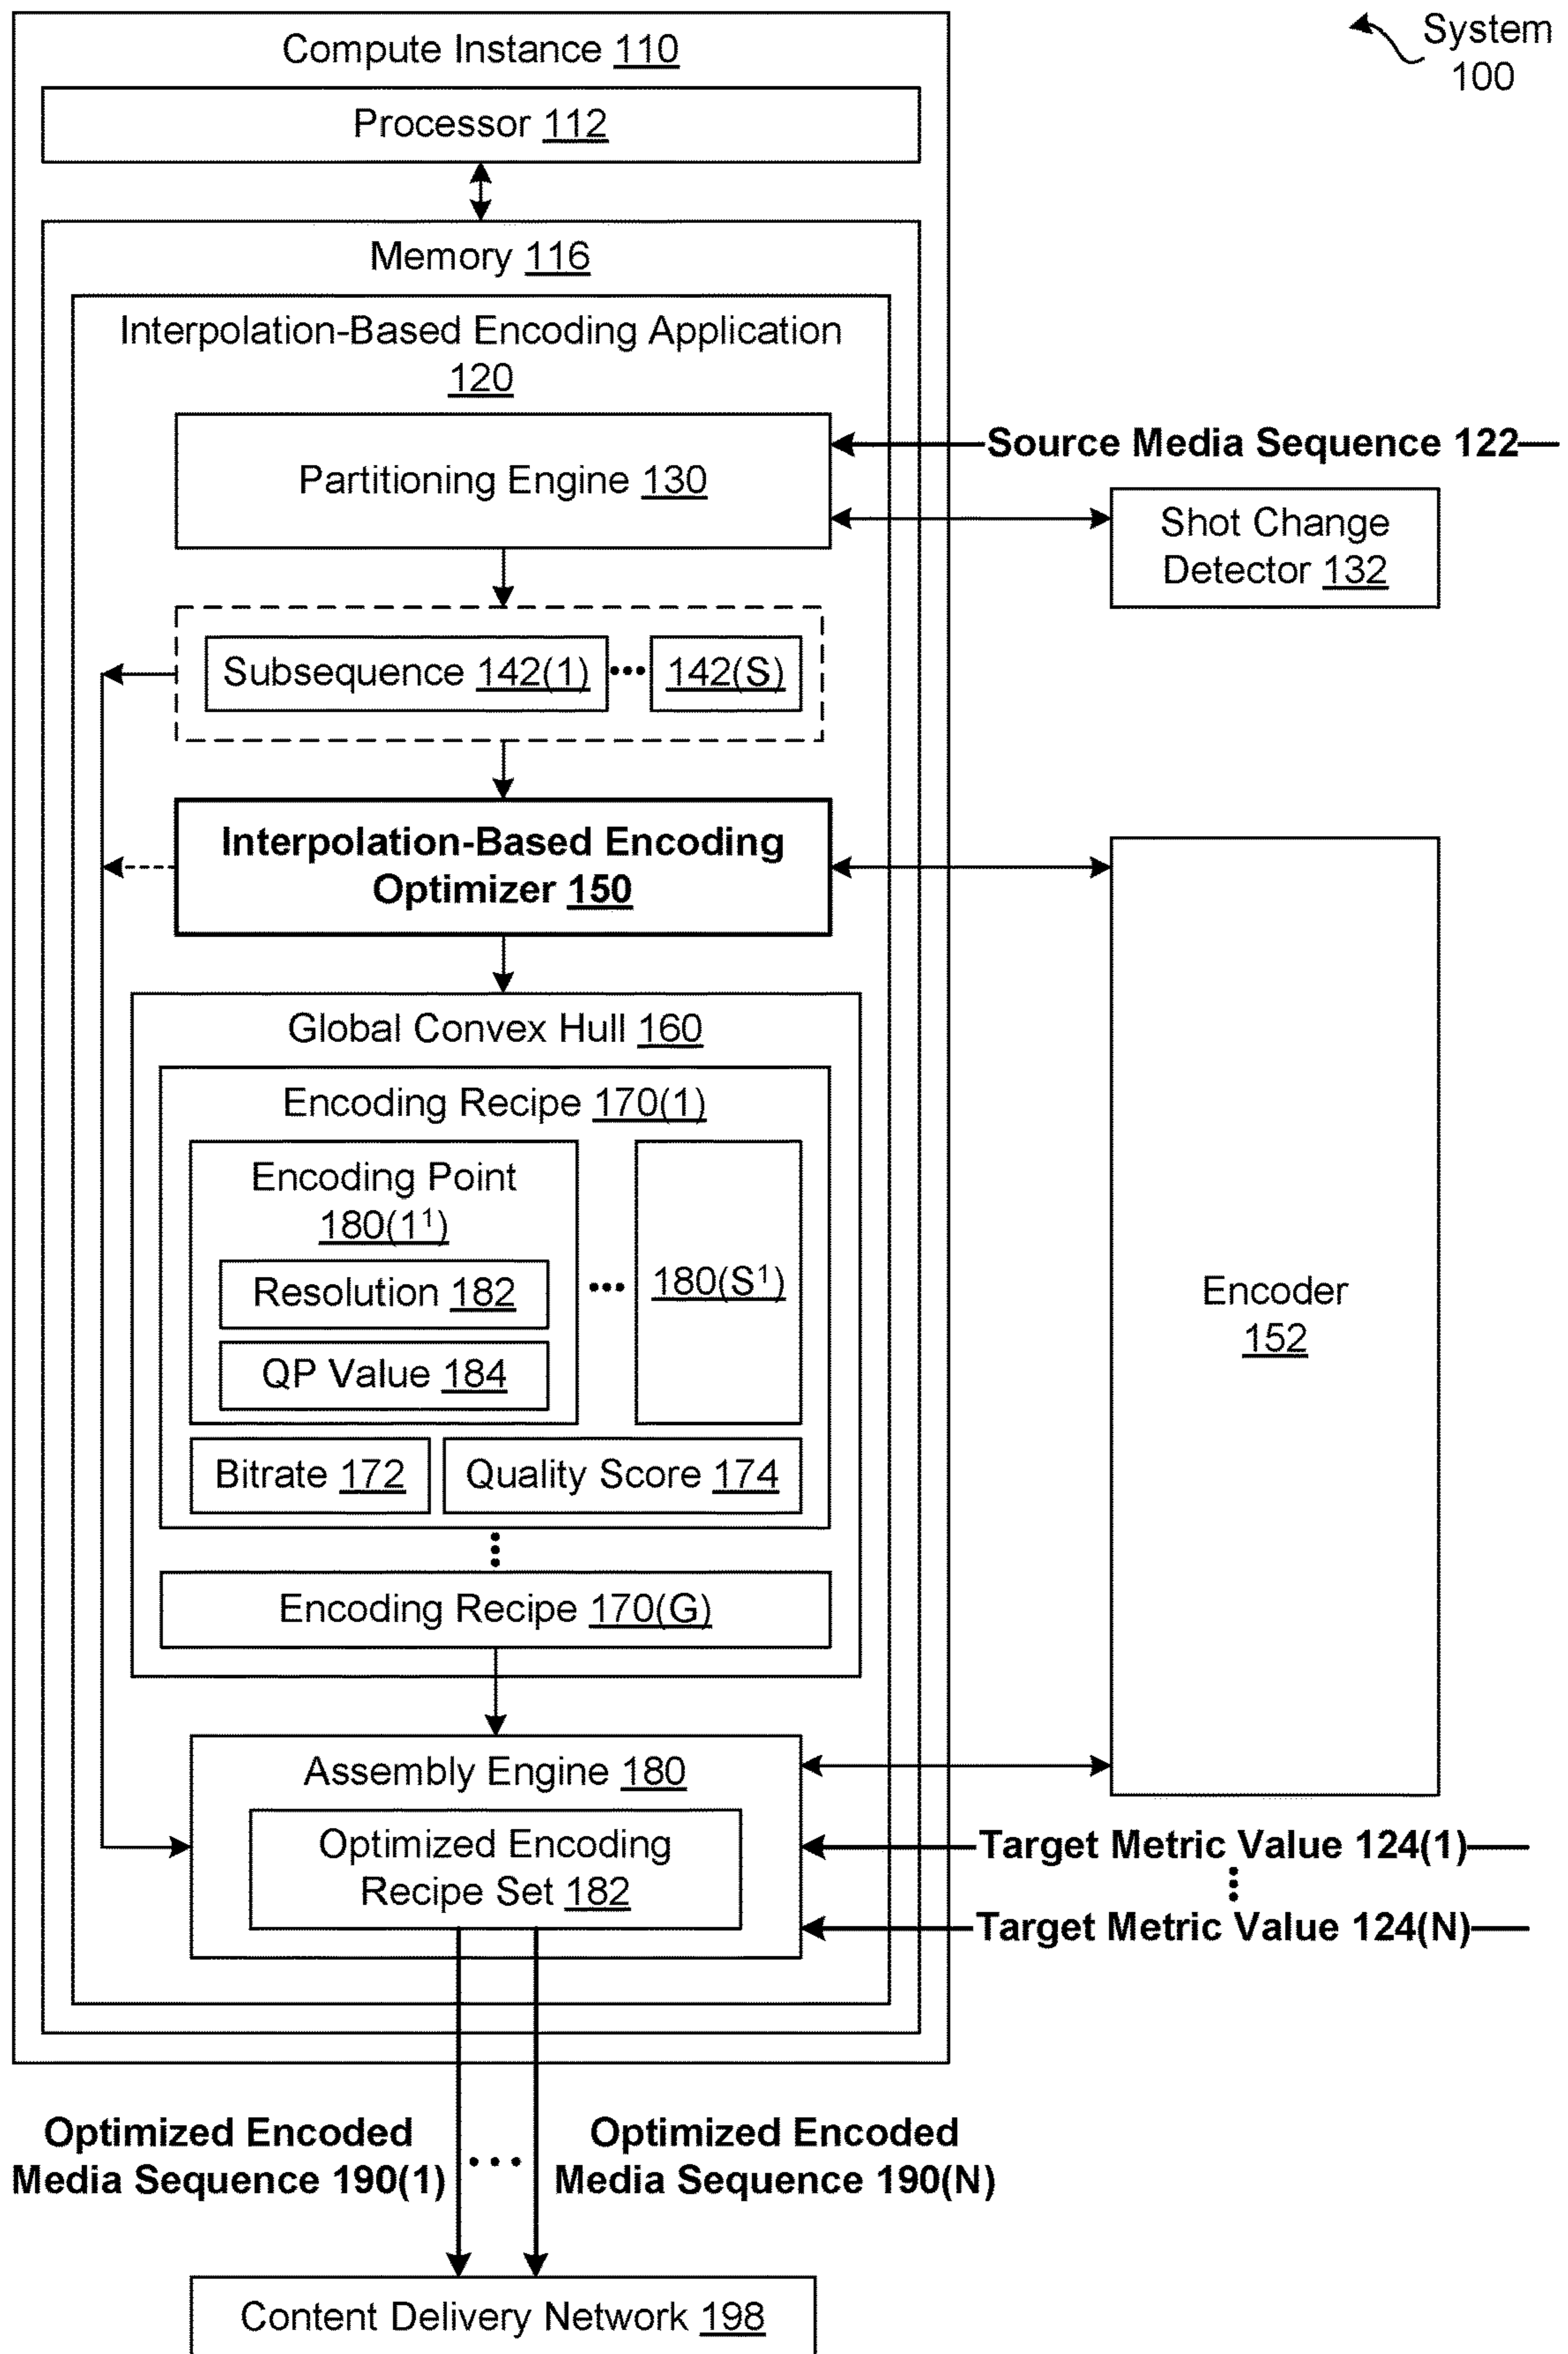 System
100
Compute Instance 110
Processor 112
Memory 116
Interpolation-Based Encoding Application
120
Source Media Sequence 122
Partitioning Engine 130
Shot Change
Detector 132
Subsequence 142(1) ••• 142(S)
Interpolation-Based Encoding
Optimizer 150
Encoder
152
Global Convex Hull 160
Encoding Recipe 170(1)
Encoding Point
180(1¹)
Resolution 182
QP Value 184
••• 180(S¹)
Bitrate 172
Quality Score 174
Encoding Recipe 170(G)
Assembly Engine 180
Optimized Encoding
Recipe Set 182
Target Metric Value 124(1)
Target Metric Value 124(N)
Optimized Encoded
Media Sequence 190(1)
•••
Optimized Encoded
Media Sequence 190(N)
Content Delivery Network 198